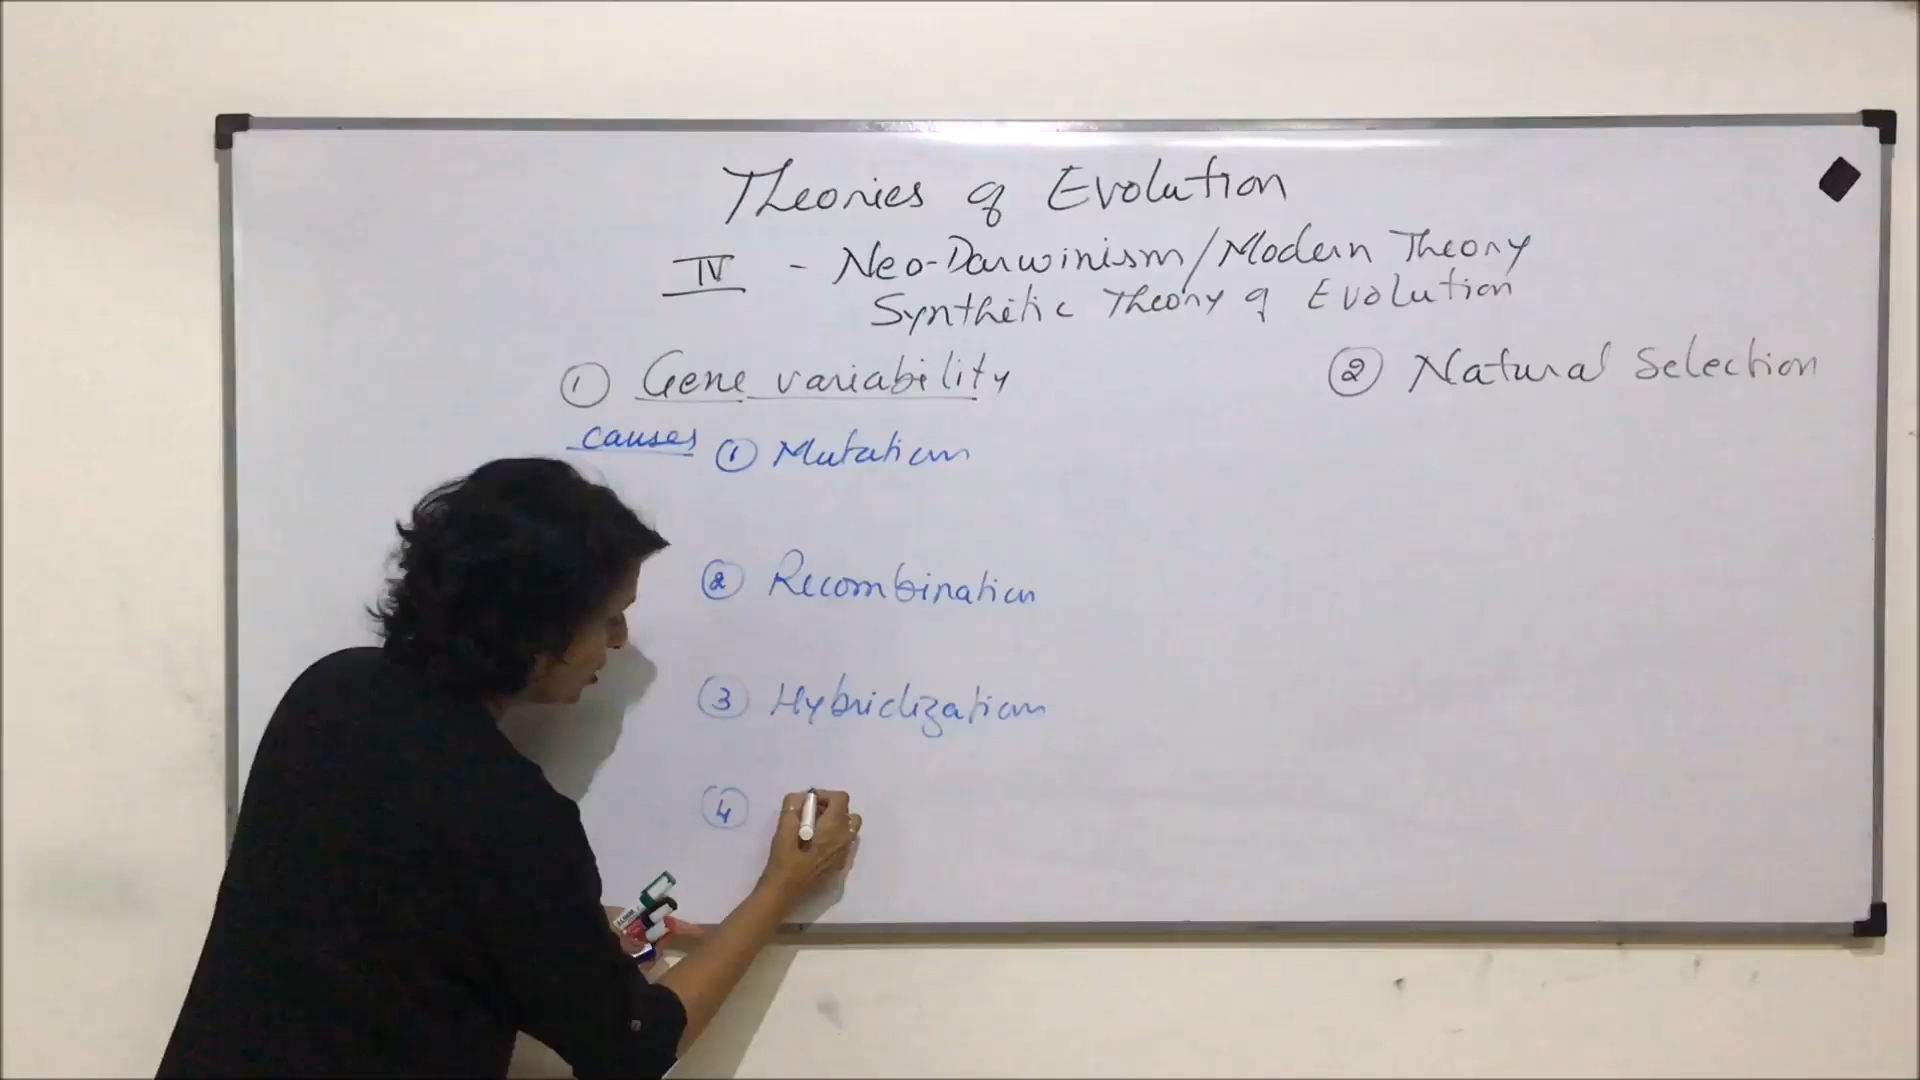 Theories of Evolution
IV - Neo-Darwinism/Modern Theory
Synthetic Theory of Evolution
① Gene variability
② Natural Selection
causes ① Mutation
② Recombination
③ Hybridization
④